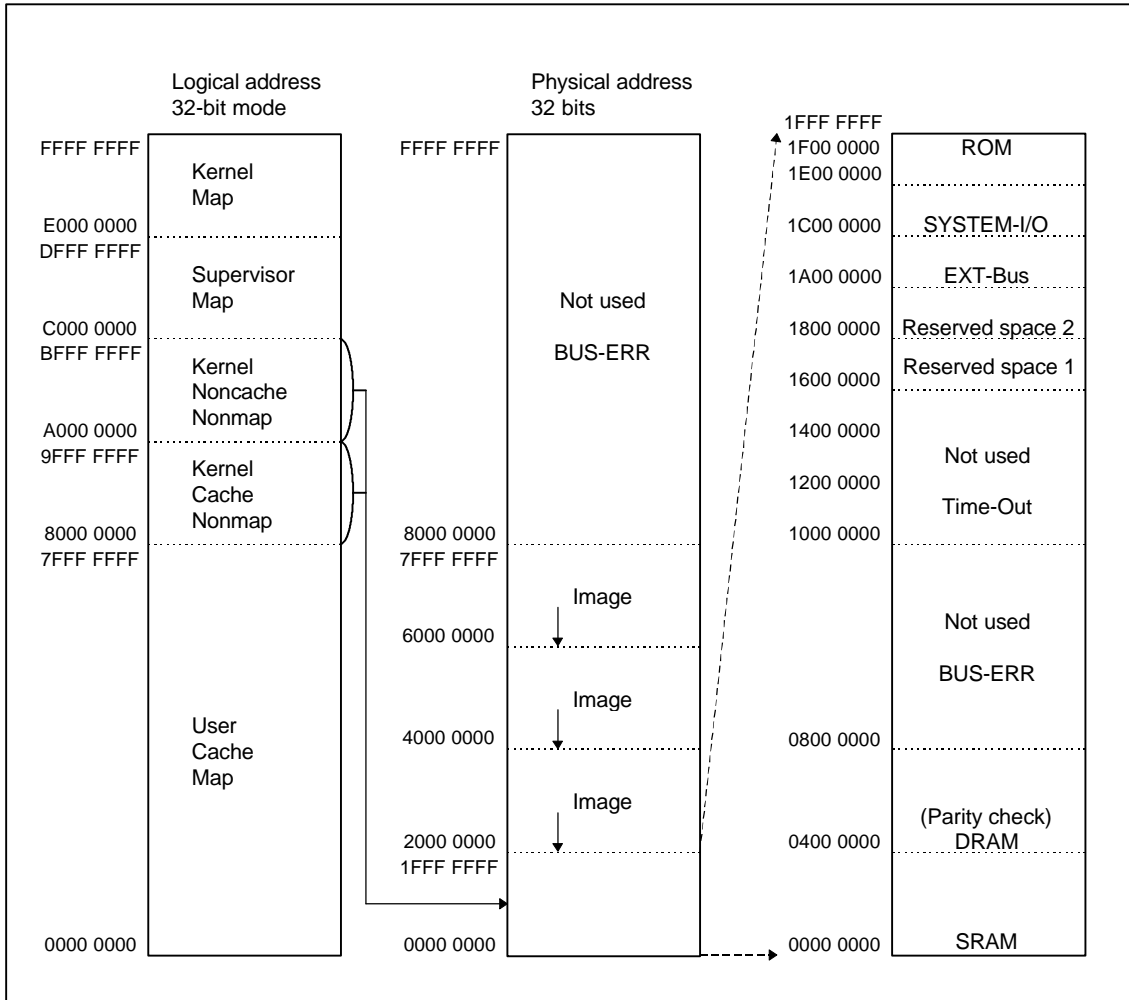 Logical address
32-bit mode
FFFF FFFF
Kernel
Map
E000 0000
DFFF FFFF
Supervisor
Map
C000 0000
BFFF FFFF
Kernel
Noncache
Nonmap
A000 0000
9FFF FFFF
Kernel
Cache
Nonmap
8000 0000
7FFF FFFF
User
Cache
Map
0000 0000
Physical address
32 bits
FFFF FFFF
Not used
BUS-ERR
8000 0000
7FFF FFFF
Image
6000 0000
Image
4000 0000
Image
2000 0000
1FFF FFFF
0000 0000
1FFF FFFF
1F00 0000
ROM
1E00 0000
1C00 0000
SYSTEM-I/O
1A00 0000
EXT-Bus
1800 0000
Reserved space 2
Reserved space 1
1600 0000
1400 0000
Not used
1200 0000
Time-Out
1000 0000
Not used
BUS-ERR
0800 0000
(Parity check)
0400 0000
DRAM
0000 0000
SRAM